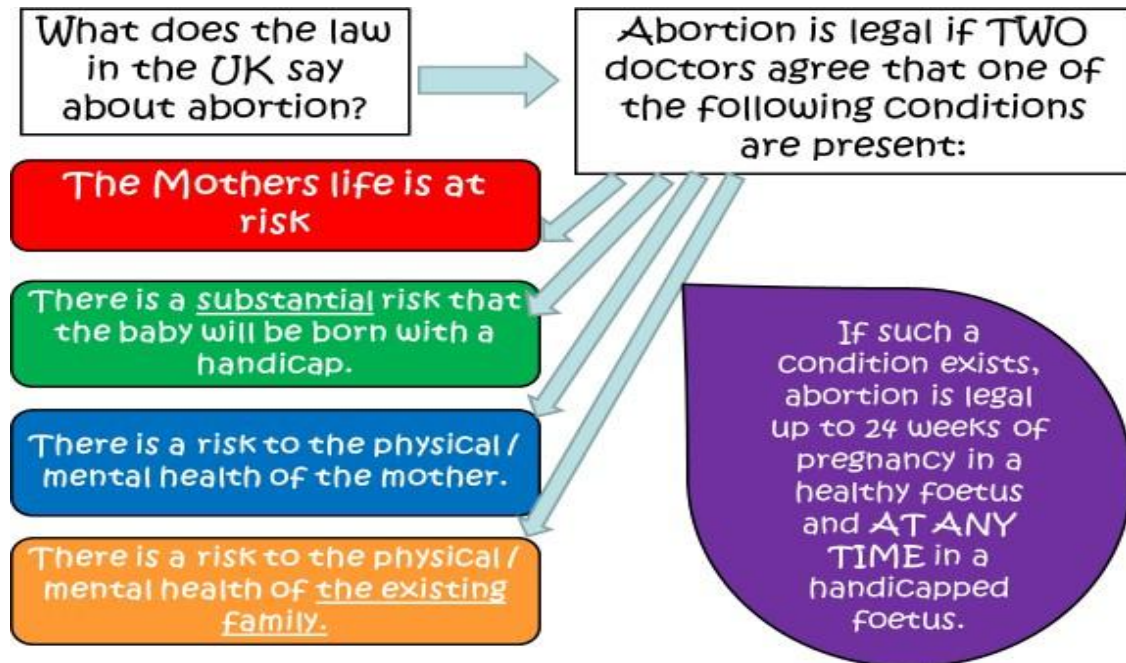 What does the law
in the UK say
about abortion?
Abortion is legal if TWO
doctors agree that one of
the following conditions
are present:
The Mothers life is at
risk
There is a substantial risk that
the baby will be born with a
handicap.
There is a risk to the physical /
mental health of the mother.
There is a risk to the physical /
mental health of the existing
family.
If such a
condition exists,
abortion is legal
up to 24 weeks of
pregnancy in a
healthy foetus
and AT ANY
TIME in a
handicapped
foetus.